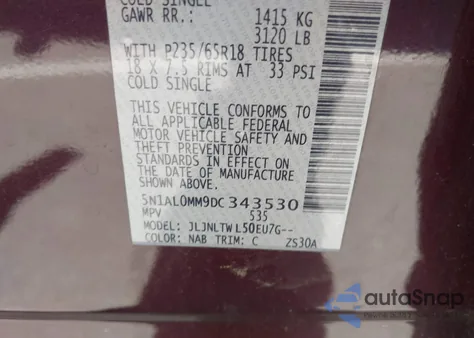 COLD SINGLE
GAWR RR.: 1415 KG
3120 LB
WITH P235/65R18 TIRES
18 X 7.5 RIMS AT 33 PSI
COLD SINGLE
THIS VEHICLE CONFORMS TO
ALL APPLICABLE FEDERAL
MOTOR VEHICLE SAFETY AND
THEFT PREVENTION
STANDARDS IN EFFECT ON
THE DATE OF MANUFACTURE
SHOWN ABOVE.
5N1AL0MM9DC343530
MPV 535
MODEL: JLJNLTWL50EU7G--
COLOR: NAB TRIM: C ZS30A
autoSnap